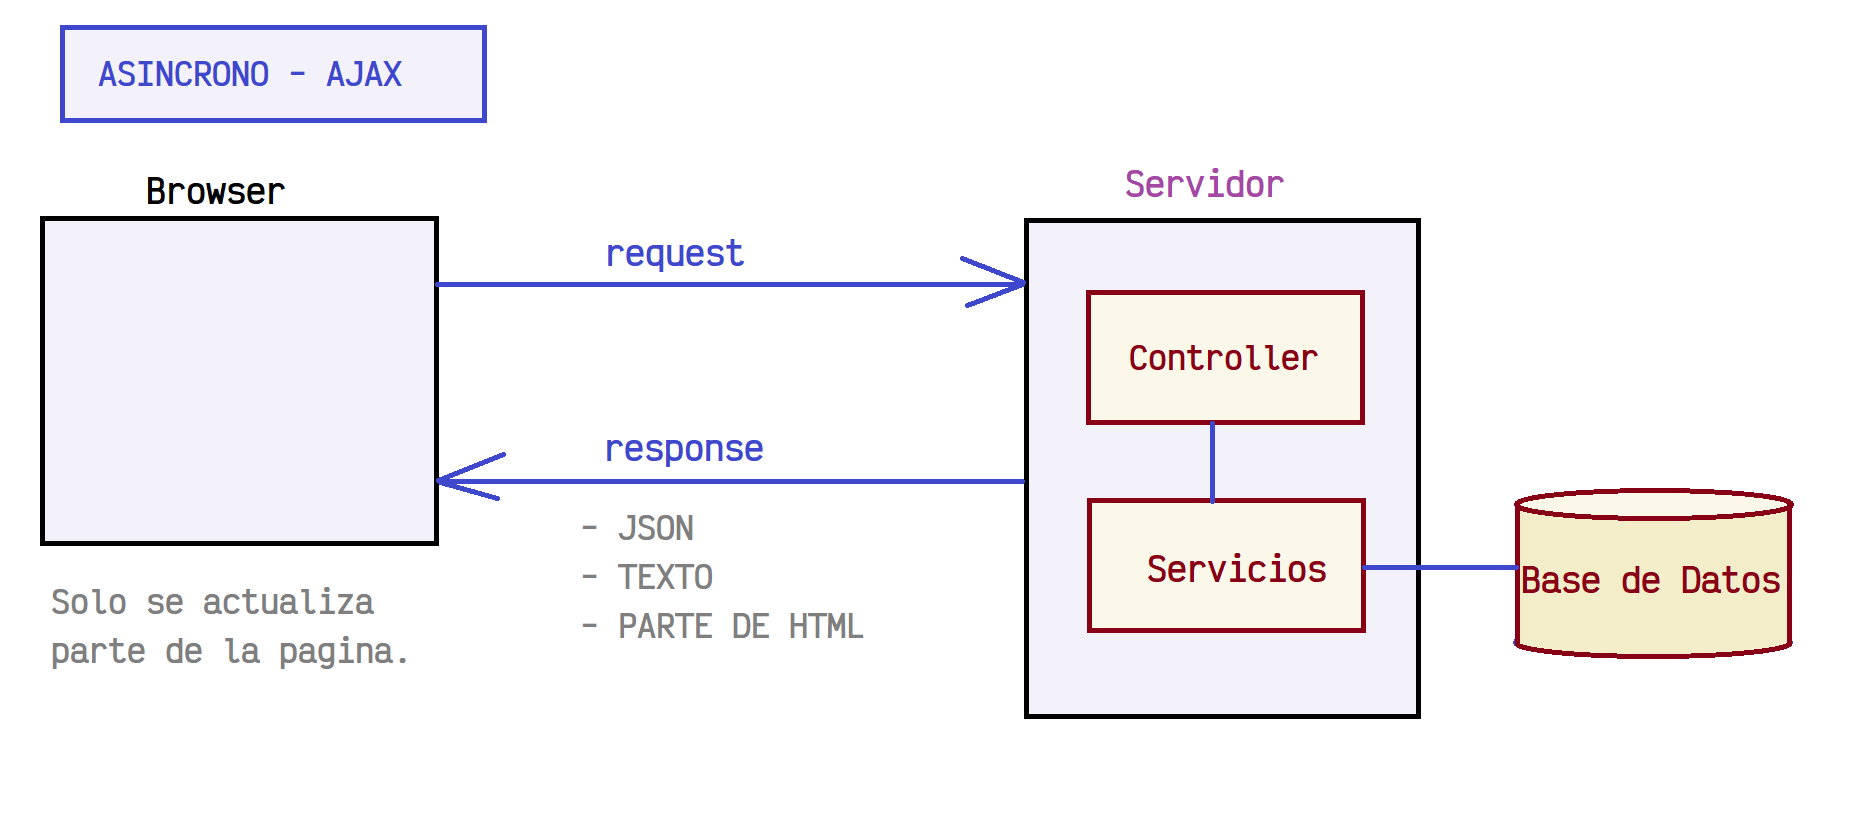 ASINCRONO - AJAX
Browser
Servidor
request
Controller
response
- JSON
- TEXTO
- PARTE DE HTML
Servicios
Base de Datos
Solo se actualiza
parte de la pagina.